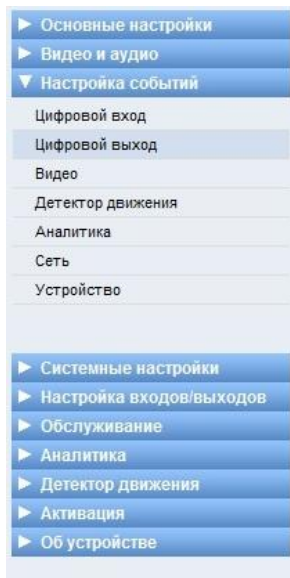 Основные настройки
Видео и аудио
Настройка событий
Цифровой вход
Цифровой выход
Видео
Детектор движения
Аналитика
Сеть
Устройство
Системные настройки
Настройка входов/выходов
Обслуживание
Аналитика
Детектор движения
Активация
Об устройстве